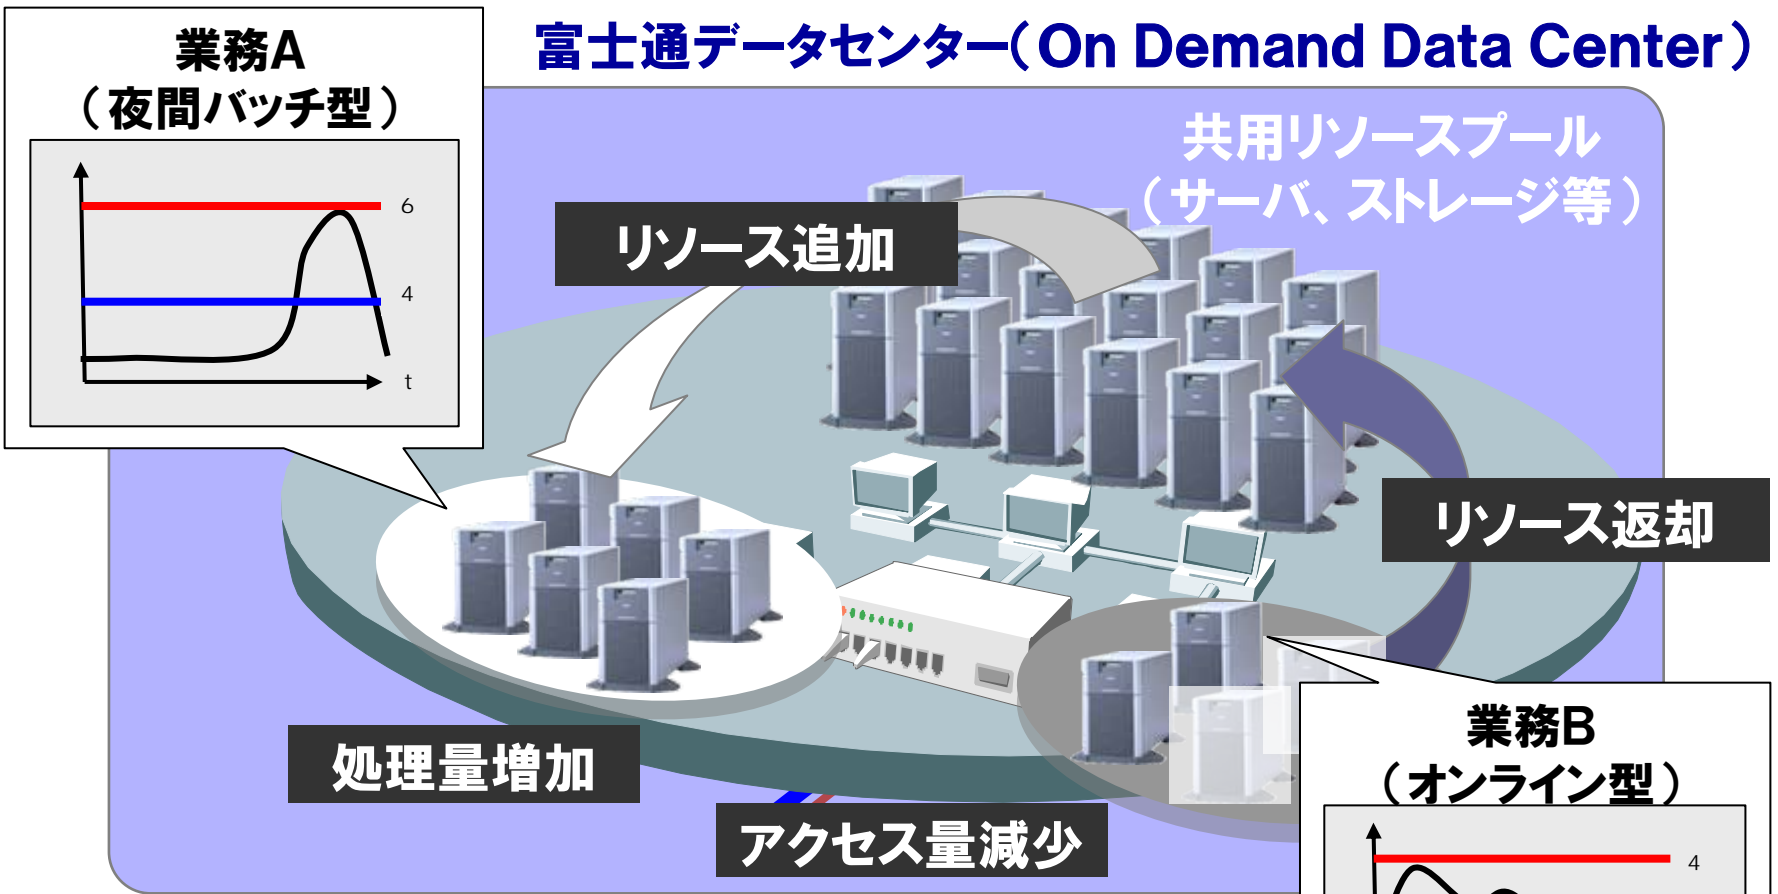 富士通データセンター（On Demand Data Center）
業務A
（夜間バッチ型）
6
4
t
共用リソースプール
（サーバ、ストレージ等）
リソース追加
リソース返却
処理量増加
アクセス量減少
業務B
（オンライン型）
4